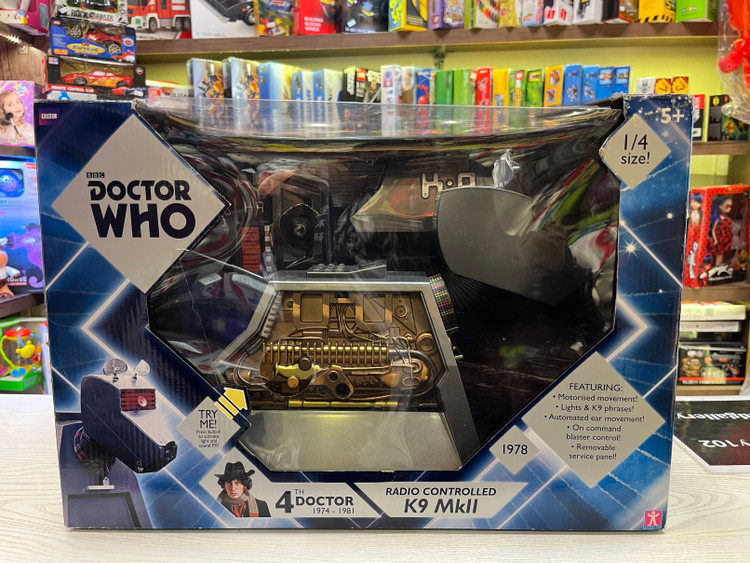 BBC
5+
1/4
size!
BBC
DOCTOR
WHO
K·9
FEATURING:
• Motorised movement!
• Lights & K9 phrases!
• Automated ear movement!
• On command
blaster control!
• Removable
service panel!
TRY
ME!
1978
4TH
DOCTOR
1974 - 1981
RADIO CONTROLLED
K9 MkII